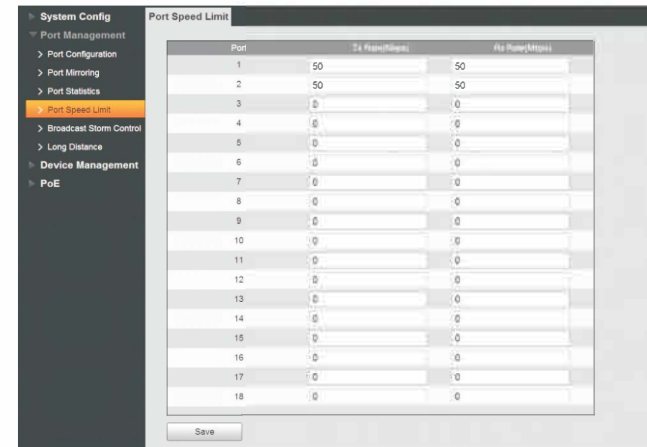 System Config
Port Management
Port Configuration
Port Mirroring
Port Statistics
Port Speed Limit
Broadcast Storm Control
Long Distance
Device Management
PoE
Port Speed Limit
Port
1 50 50
2 50 50
3 0 0
4 0 0
5 0 0
6 0 0
7 0 0
8 0 0
9 0 0
10 0 0
11 0 0
12 0 0
13 0 0
14 0 0
15 0 0
16 0 0
17 0 0
18 0 0
Save